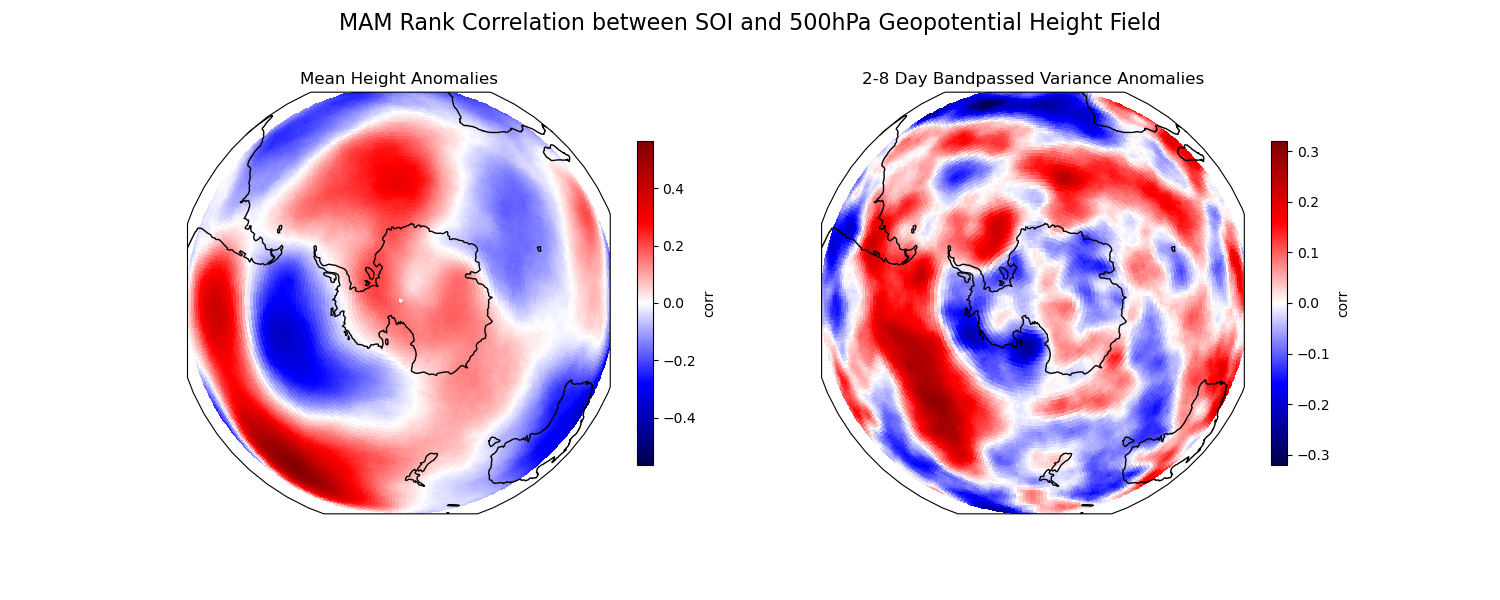 MAM Rank Correlation between SOI and 500hPa Geopotential Height Field
Mean Height Anomalies
0.4
0.2
0.0
−0.2
−0.4
corr
2-8 Day Bandpassed Variance Anomalies
0.3
0.2
0.1
0.0
−0.1
−0.2
−0.3
corr